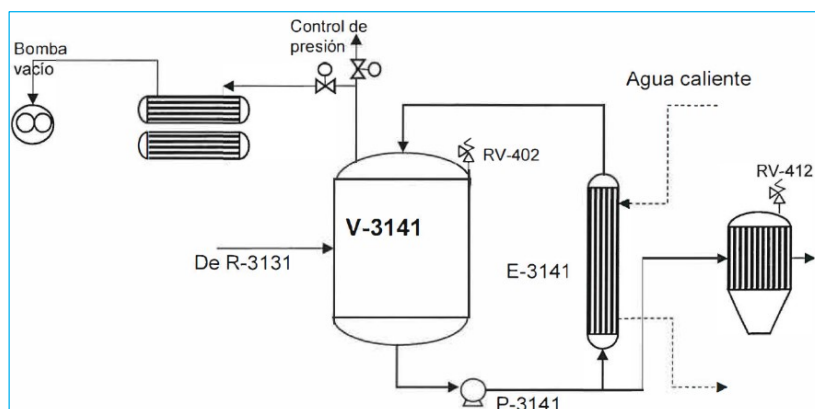 Control de
presión
Bomba
vacío
Agua caliente
RV-402
RV-412
V-3141
De R-3131
E-3141
P-3141